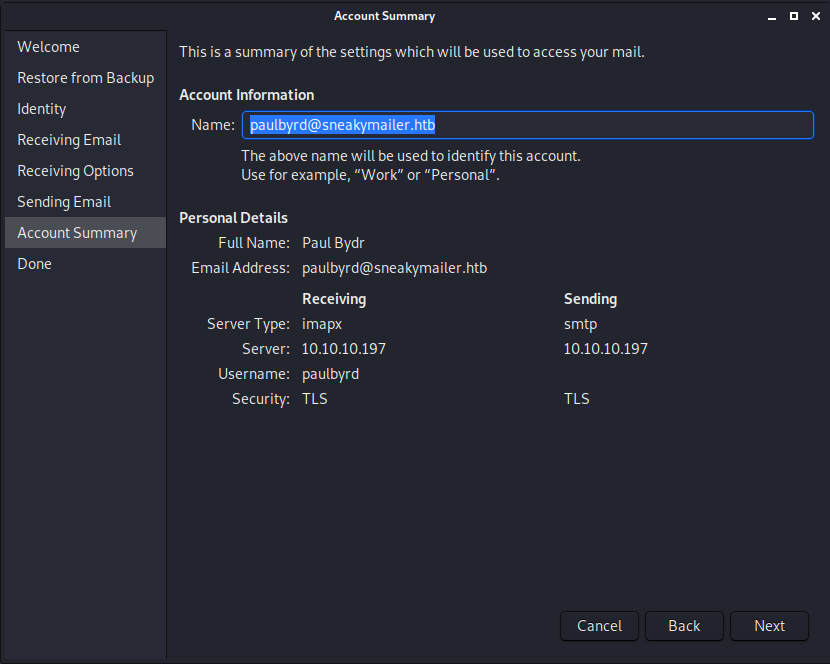 Account Summary
Welcome
Restore from Backup
Identity
Receiving Email
Receiving Options
Sending Email
Account Summary
Done
This is a summary of the settings which will be used to access your mail.
Account Information
Name: paulbyrd@sneakymailer.htb
The above name will be used to identify this account.
Use for example, “Work” or “Personal”.
Personal Details
Full Name: Paul Bydr
Email Address: paulbyrd@sneakymailer.htb
Receiving Sending
Server Type: imapx smtp
Server: 10.10.10.197 10.10.10.197
Username: paulbyrd
Security: TLS TLS
Cancel Back Next